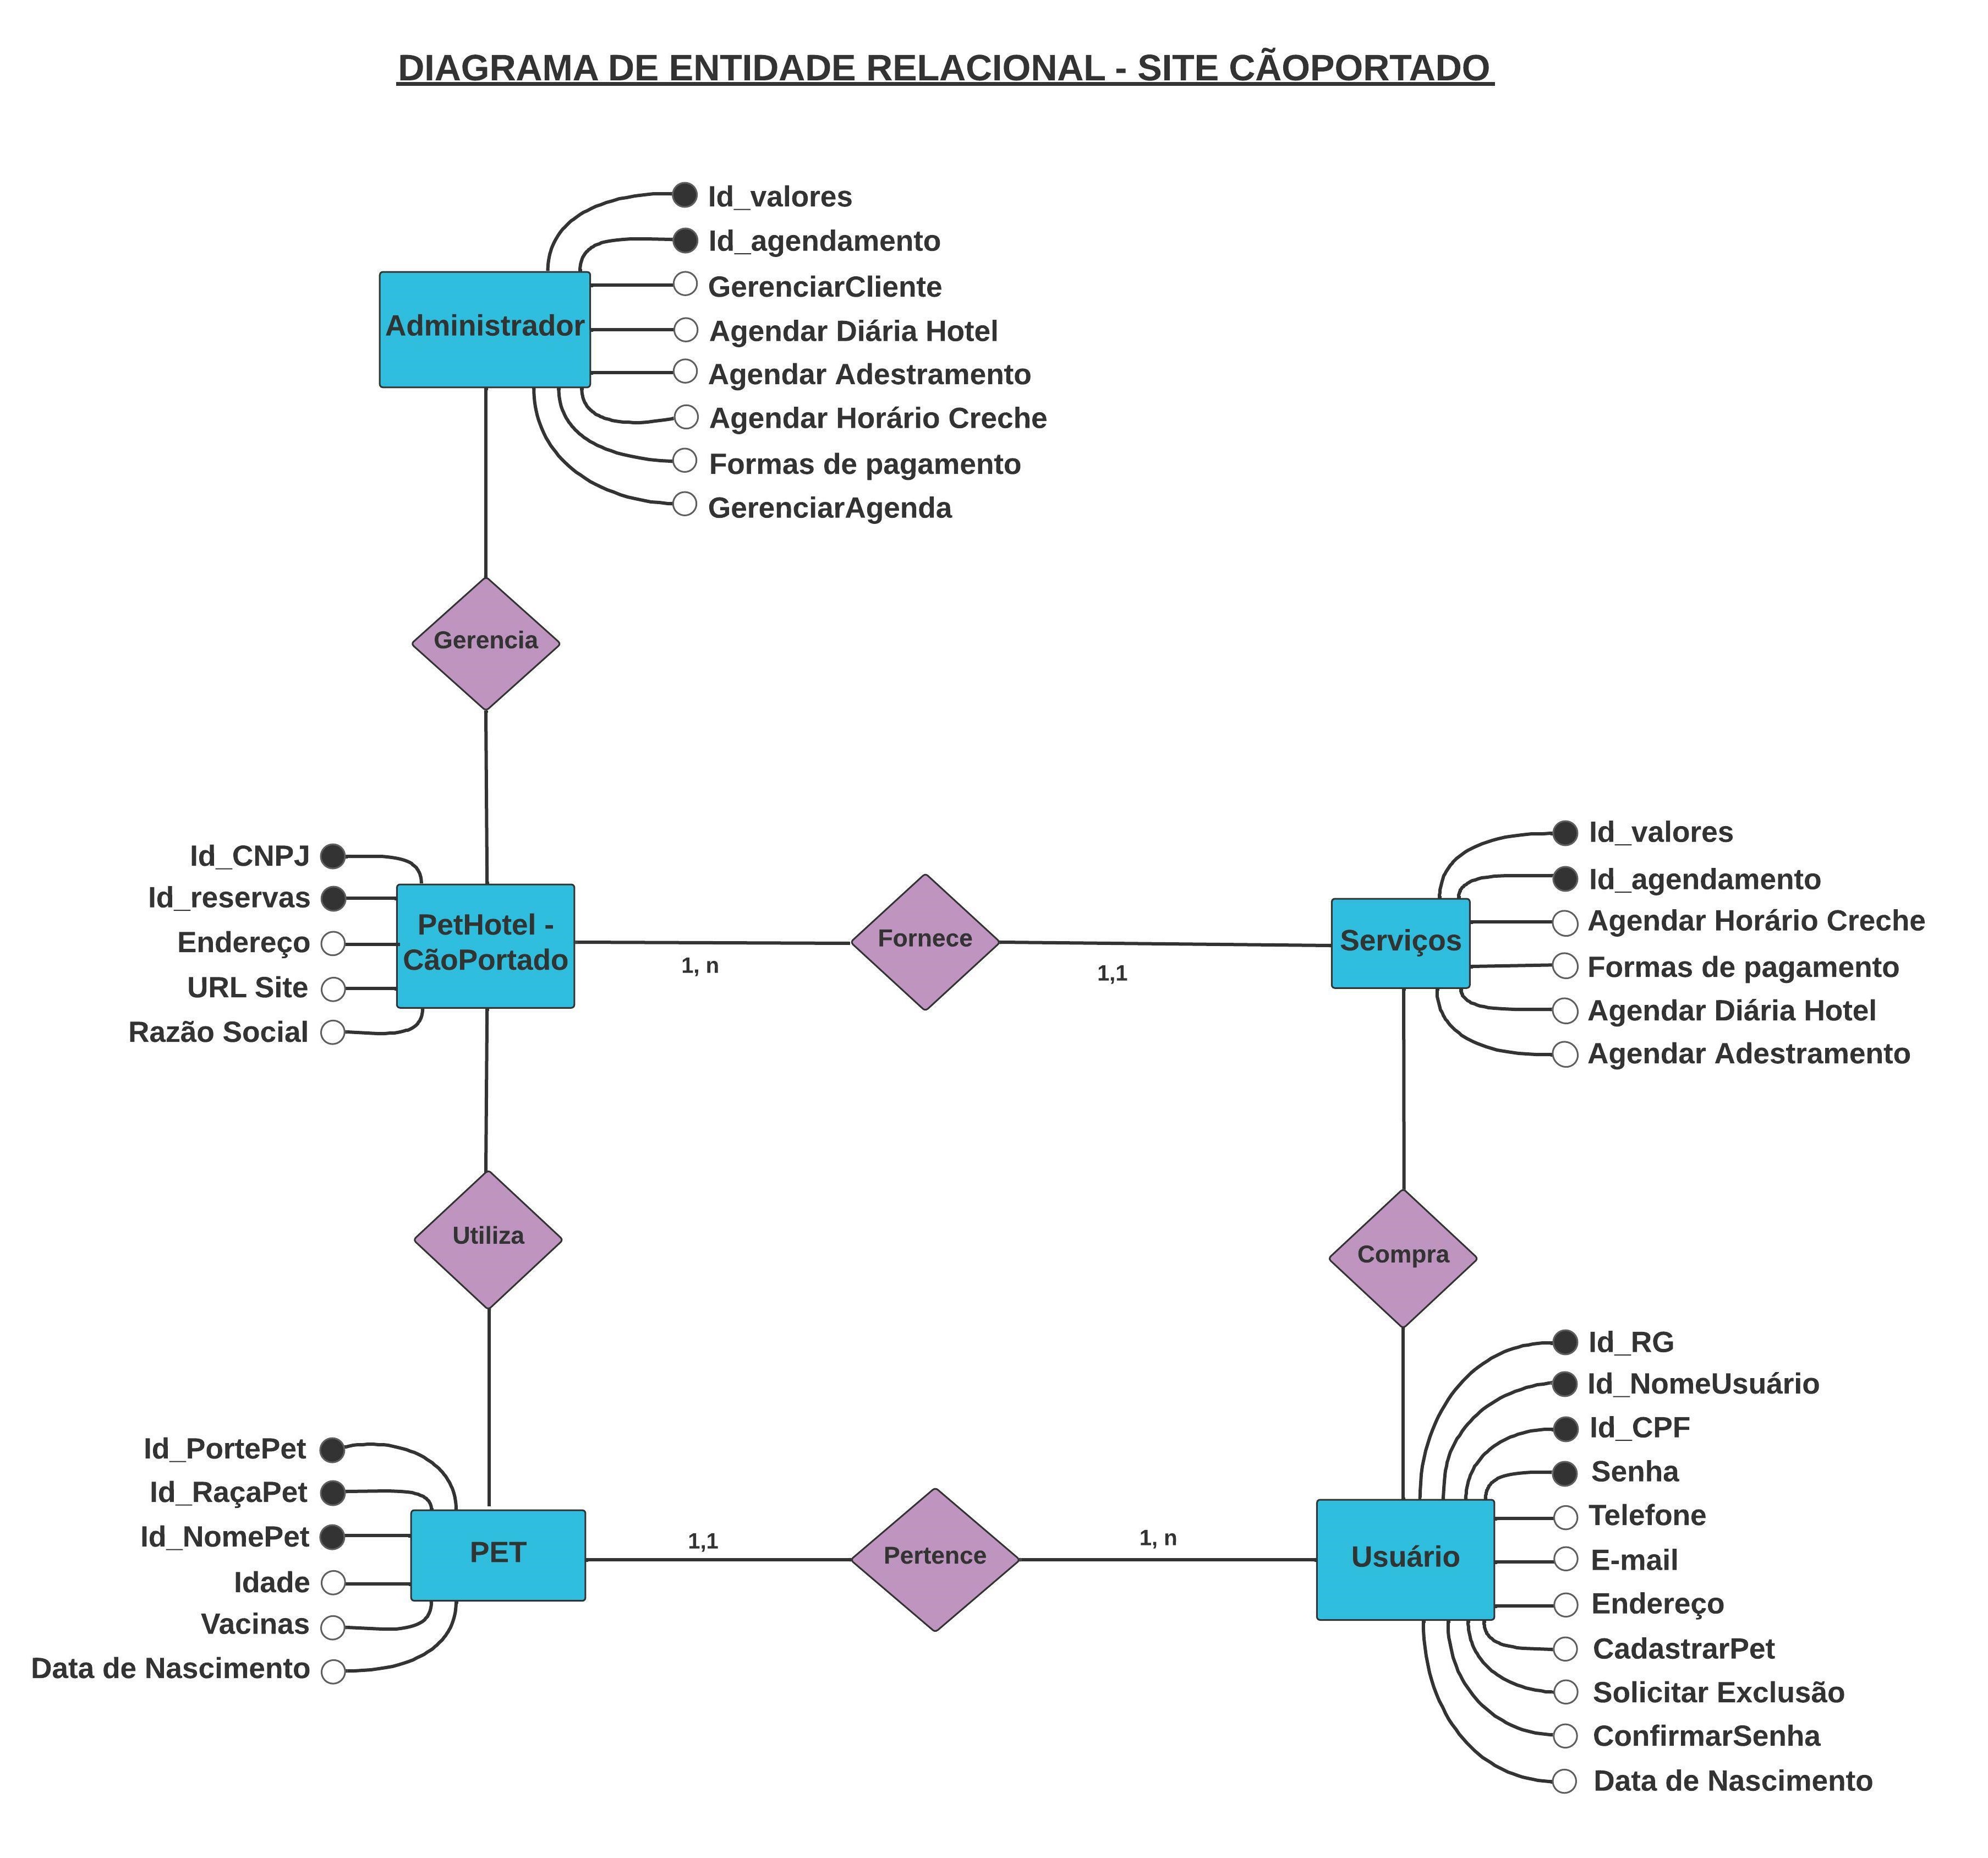 DIAGRAMA DE ENTIDADE RELACIONAL - SITE CÃOPORTADO
Id_valores
Id_agendamento
GerenciarCliente
Agendar Diária Hotel
Agendar Adestramento
Agendar Horário Creche
Formas de pagamento
GerenciarAgenda
Administrador
Gerencia
Id_CNPJ
Id_reservas
Endereço
URL Site
Razão Social
PetHotel -
CãoPortado
1, n
Fornece
1,1
Serviços
Id_valores
Id_agendamento
Agendar Horário Creche
Formas de pagamento
Agendar Diária Hotel
Agendar Adestramento
Utiliza
Compra
Id_PortePet
Id_RaçaPet
Id_NomePet
Idade
Vacinas
Data de Nascimento
PET
1,1
Pertence
1, n
Usuário
Id_RG
Id_NomeUsuário
Id_CPF
Senha
Telefone
E-mail
Endereço
CadastrarPet
Solicitar Exclusão
ConfirmarSenha
Data de Nascimento